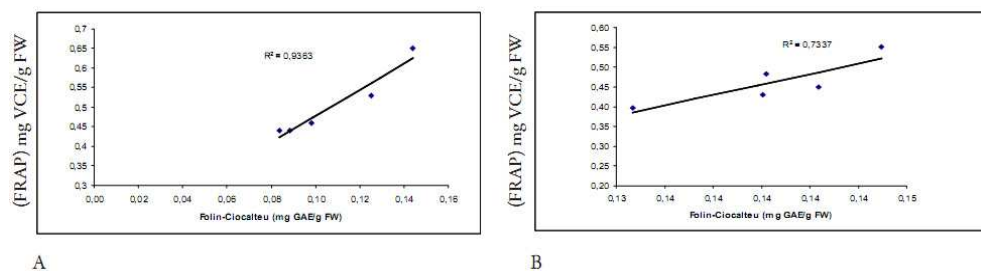 0,7
0,65
0,6
0,55
0,5
0,45
0,4
0,35
0,3
(FRAP) mg VCE/g FW
R² = 0,9363
0,00 0,02 0,04 0,06 0,08 0,10 0,12 0,14 0,16
Folin-Ciocalteu (mg GAE/g FW)
A
0,60
0,55
0,50
0,45
0,40
0,35
0,30
0,25
0,20
(FRAP) mg VCE/g FW
R² = 0,7337
0,13 0,14 0,14 0,14 0,14 0,14 0,15
Folin-Ciocalteu (mg GAE/g FW)
B